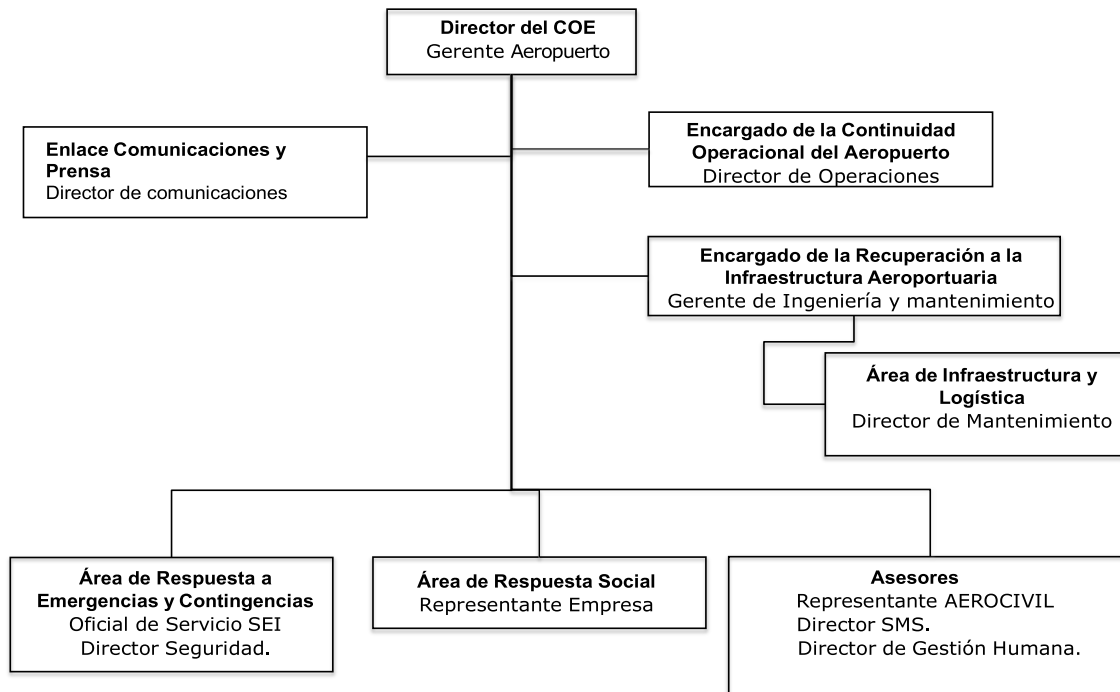 Director del COE
Gerente Aeropuerto
Enlace Comunicaciones y
Prensa
Director de comunicaciones
Encargado de la Continuidad
Operacional del Aeropuerto
Director de Operaciones
Encargado de la Recuperación a la
Infraestructura Aeroportuaria
Gerente de Ingeniería y mantenimiento
Área de Infraestructura y
Logística
Director de Mantenimiento
Área de Respuesta a
Emergencias y Contingencias
Oficial de Servicio SEI
Director Seguridad.
Área de Respuesta Social
Representante Empresa
Asesores
Representante AEROCIVIL
Director SMS.
Director de Gestión Humana.